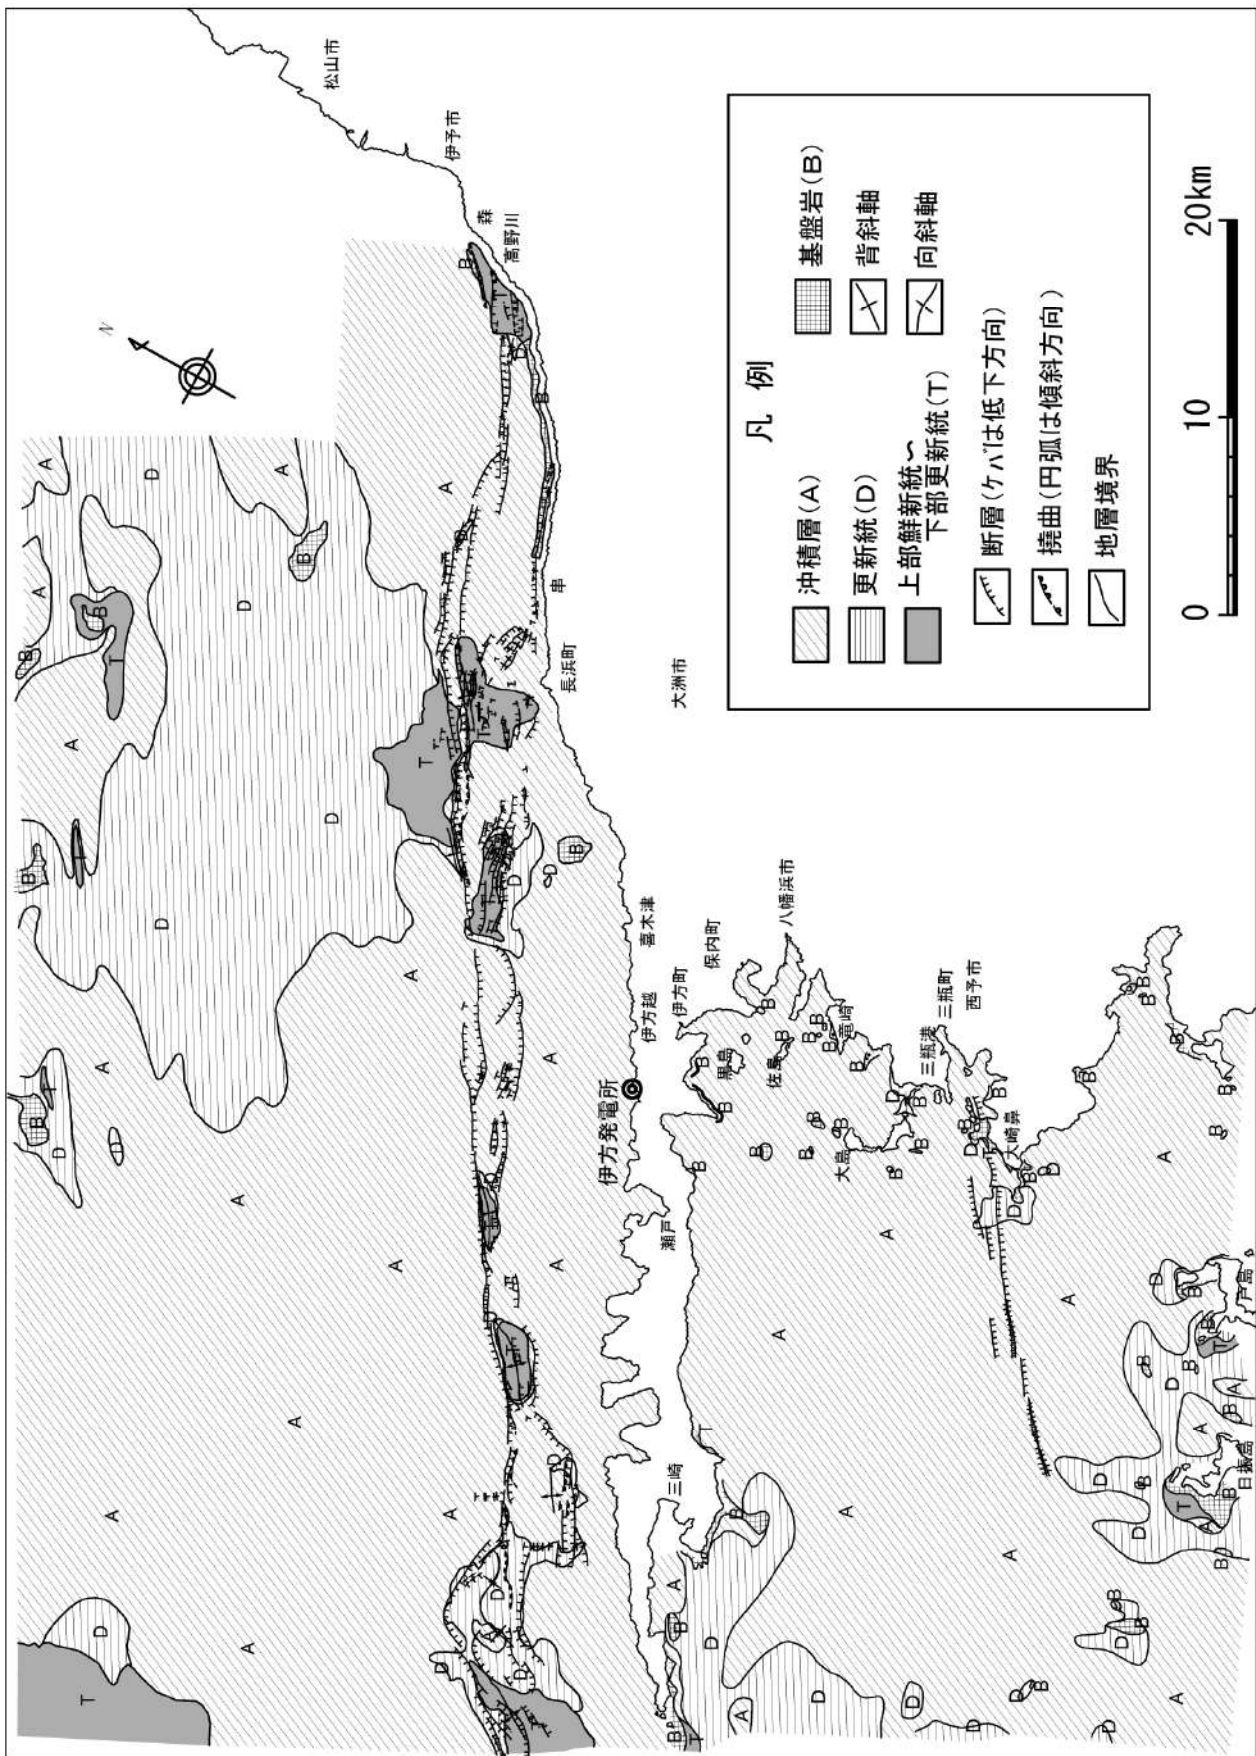 松山市
伊予市
森
高野川
串
長浜町
大洲市
喜木津
伊方越
伊方発電所
伊方町
保内町
八幡浜市
黒島
佐島
竜崎
大島
三瓶港
三瓶町
西予市
大崎鼻
瀬戸
三崎
戸島
日振島
N
A
B
D
T
凡例
沖積層(A)
更新統(D)
上部鮮新統～
下部更新統(T)
基盤岩(B)
背斜軸
向斜軸
断層(ケバは低下方向)
撓曲(円弧は傾斜方向)
地層境界
0 10 20km